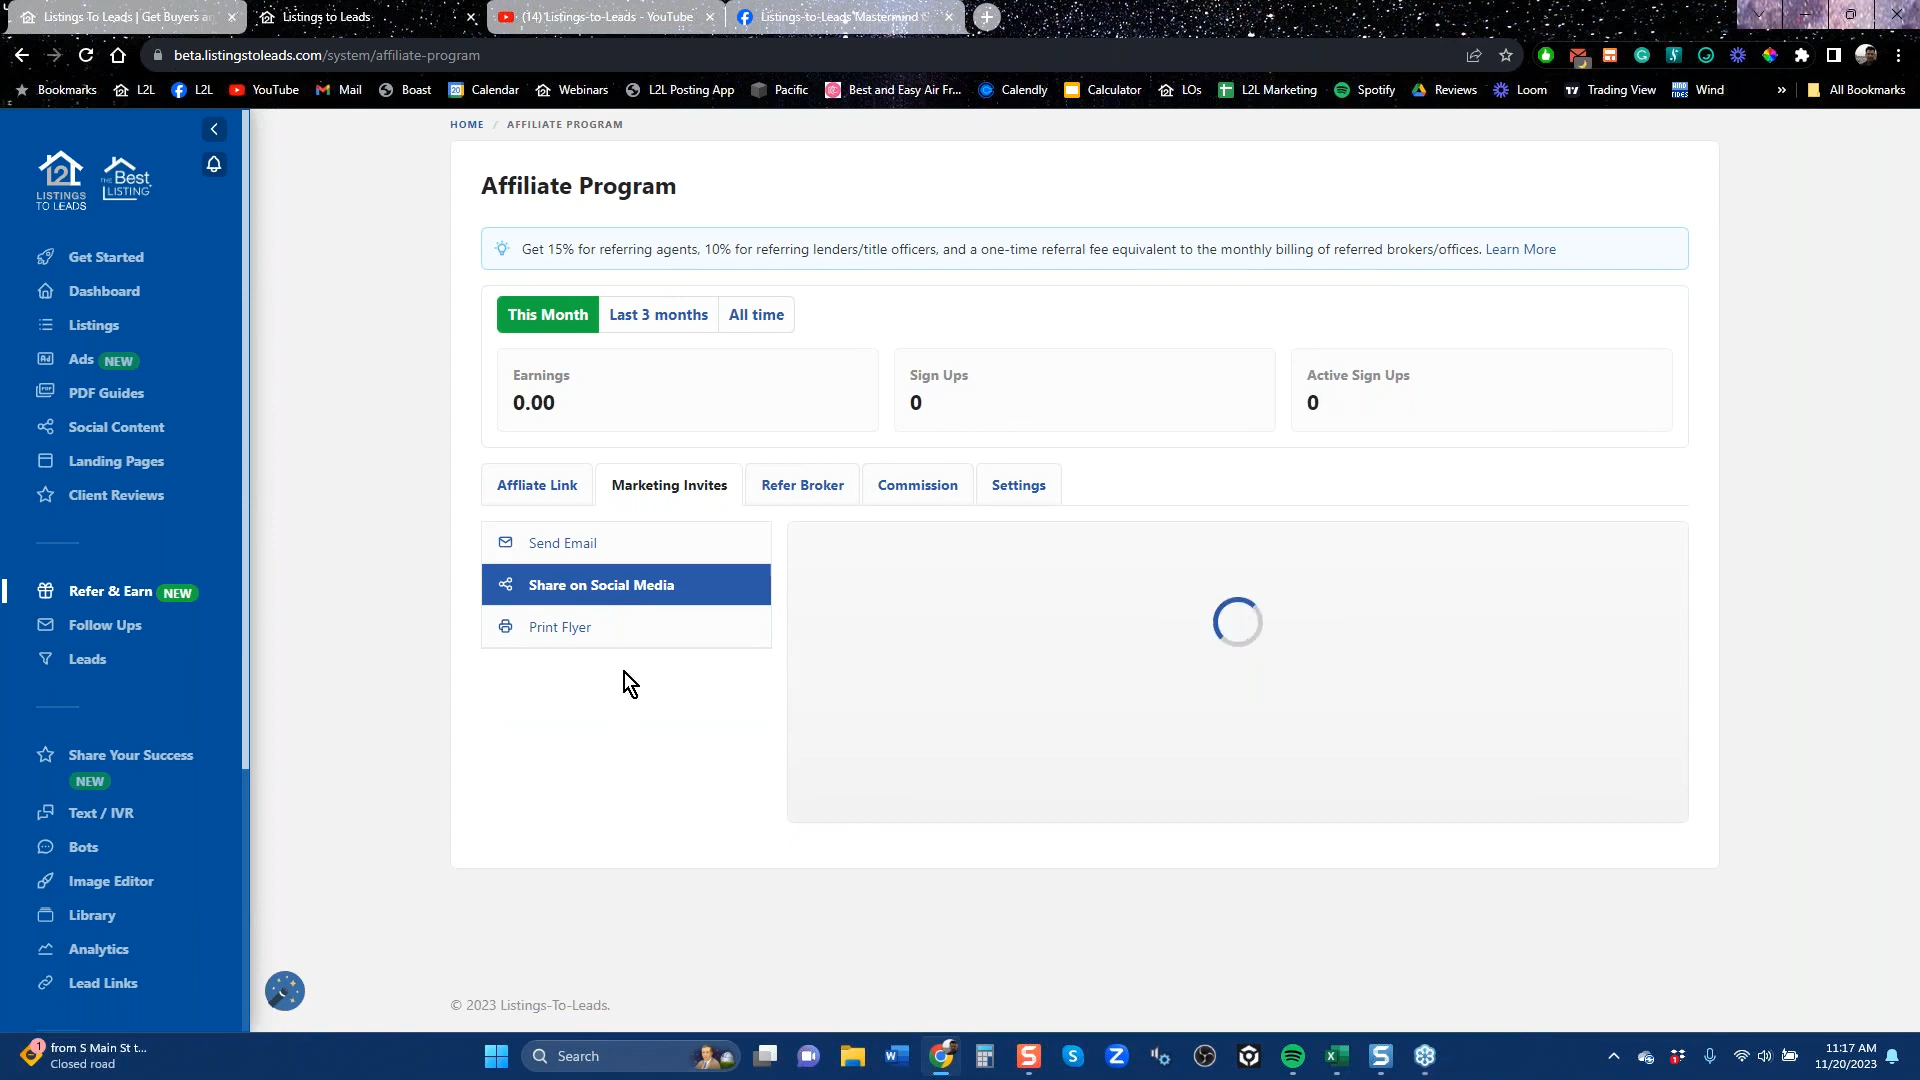 Listings To Leads | Get Buyers a
Listings to Leads
(14) Listings-to-Leads - YouTube
Listings-to-Leads Mastermind
beta.listingstoleads.com/system/affiliate-program
Bookmarks
L2L
L2L
YouTube
Mail
Boast
Calendar
Webinars
L2L Posting App
Pacific
Best and Easy Air Fr...
Calendly
Calculator
LOs
L2L Marketing
Spotify
Reviews
Loom
Trading View
Wind
All Bookmarks
L2L
LISTINGS
TO LEADS
THE Best
LISTING
Get Started
Dashboard
Listings
Ads NEW
PDF Guides
Social Content
Landing Pages
Client Reviews
Refer & Earn NEW
Follow Ups
Leads
Share Your Success
NEW
Text / IVR
Bots
Image Editor
Library
Analytics
Lead Links
HOME / AFFILIATE PROGRAM
Affiliate Program
Get 15% for referring agents, 10% for referring lenders/title officers, and a one-time referral fee equivalent to the monthly billing of referred brokers/offices. Learn More
This Month
Last 3 months
All time
Earnings
0.00
Sign Ups
0
Active Sign Ups
0
Affliate Link
Marketing Invites
Refer Broker
Commission
Settings
Send Email
Share on Social Media
Print Flyer
© 2023 Listings-To-Leads.
1
from S Main St t...
Closed road
Search
11:17 AM
11/20/2023